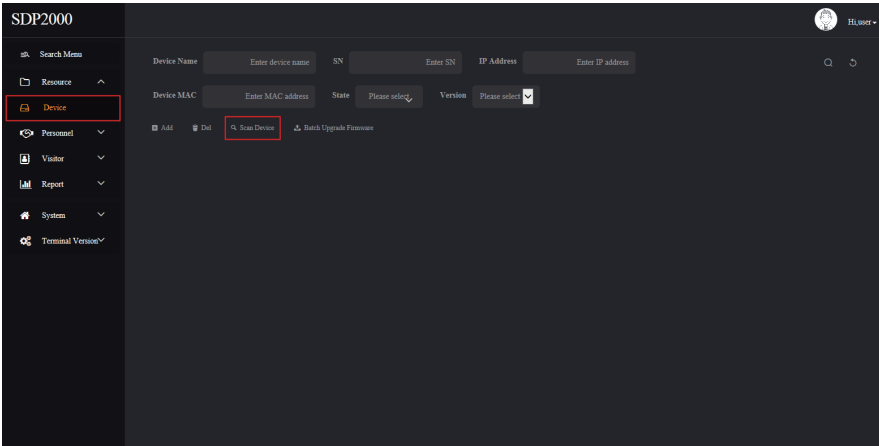 SDP2000
Hi,user
Search Menu
Resource
Device
Personnel
Visitor
Report
System
Terminal Version
Device Name Enter device name SN Enter SN IP Address Enter IP address
Device MAC Enter MAC address State Please select Version Please select
Add Del Scan Device Batch Upgrade Firmware